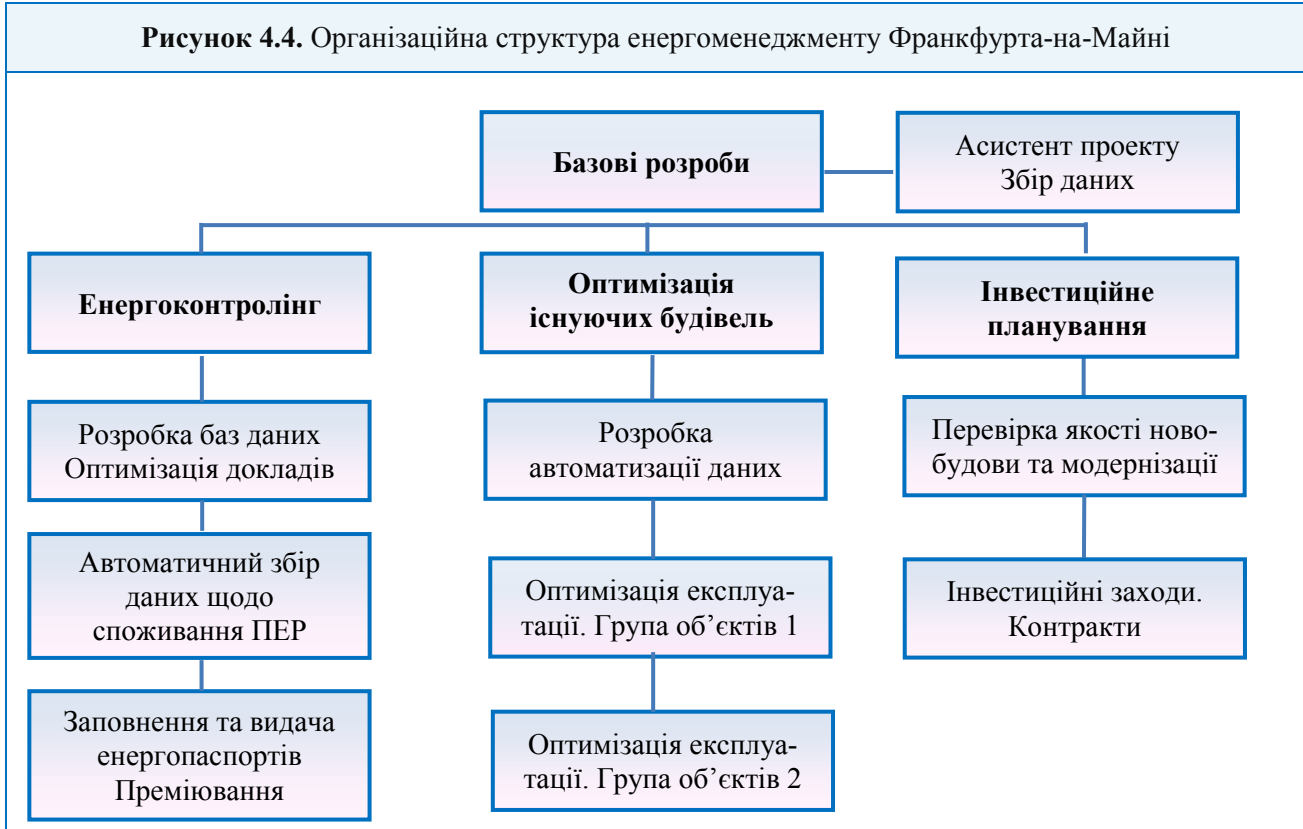 Рисунок 4.4. Організаційна структура енергоменеджменту Франкфурта-на-Майні
Базові розроби
Асистент проекту
Збір даних
Енергоконтролінг
Оптимізація
існуючих будівель
Інвестиційне
планування
Розробка баз даних
Оптимізація докладів
Розробка
автоматизації даних
Перевірка якості ново-
будови та модернізації
Автоматичний збір
даних щодо
споживання ПЕР
Оптимізація експлуа-
тації. Група об’єктів 1
Інвестиційні заходи.
Контракти
Заповнення та видача
енергопаспортів
Преміювання
Оптимізація експлуа-
тації. Група об’єктів 2